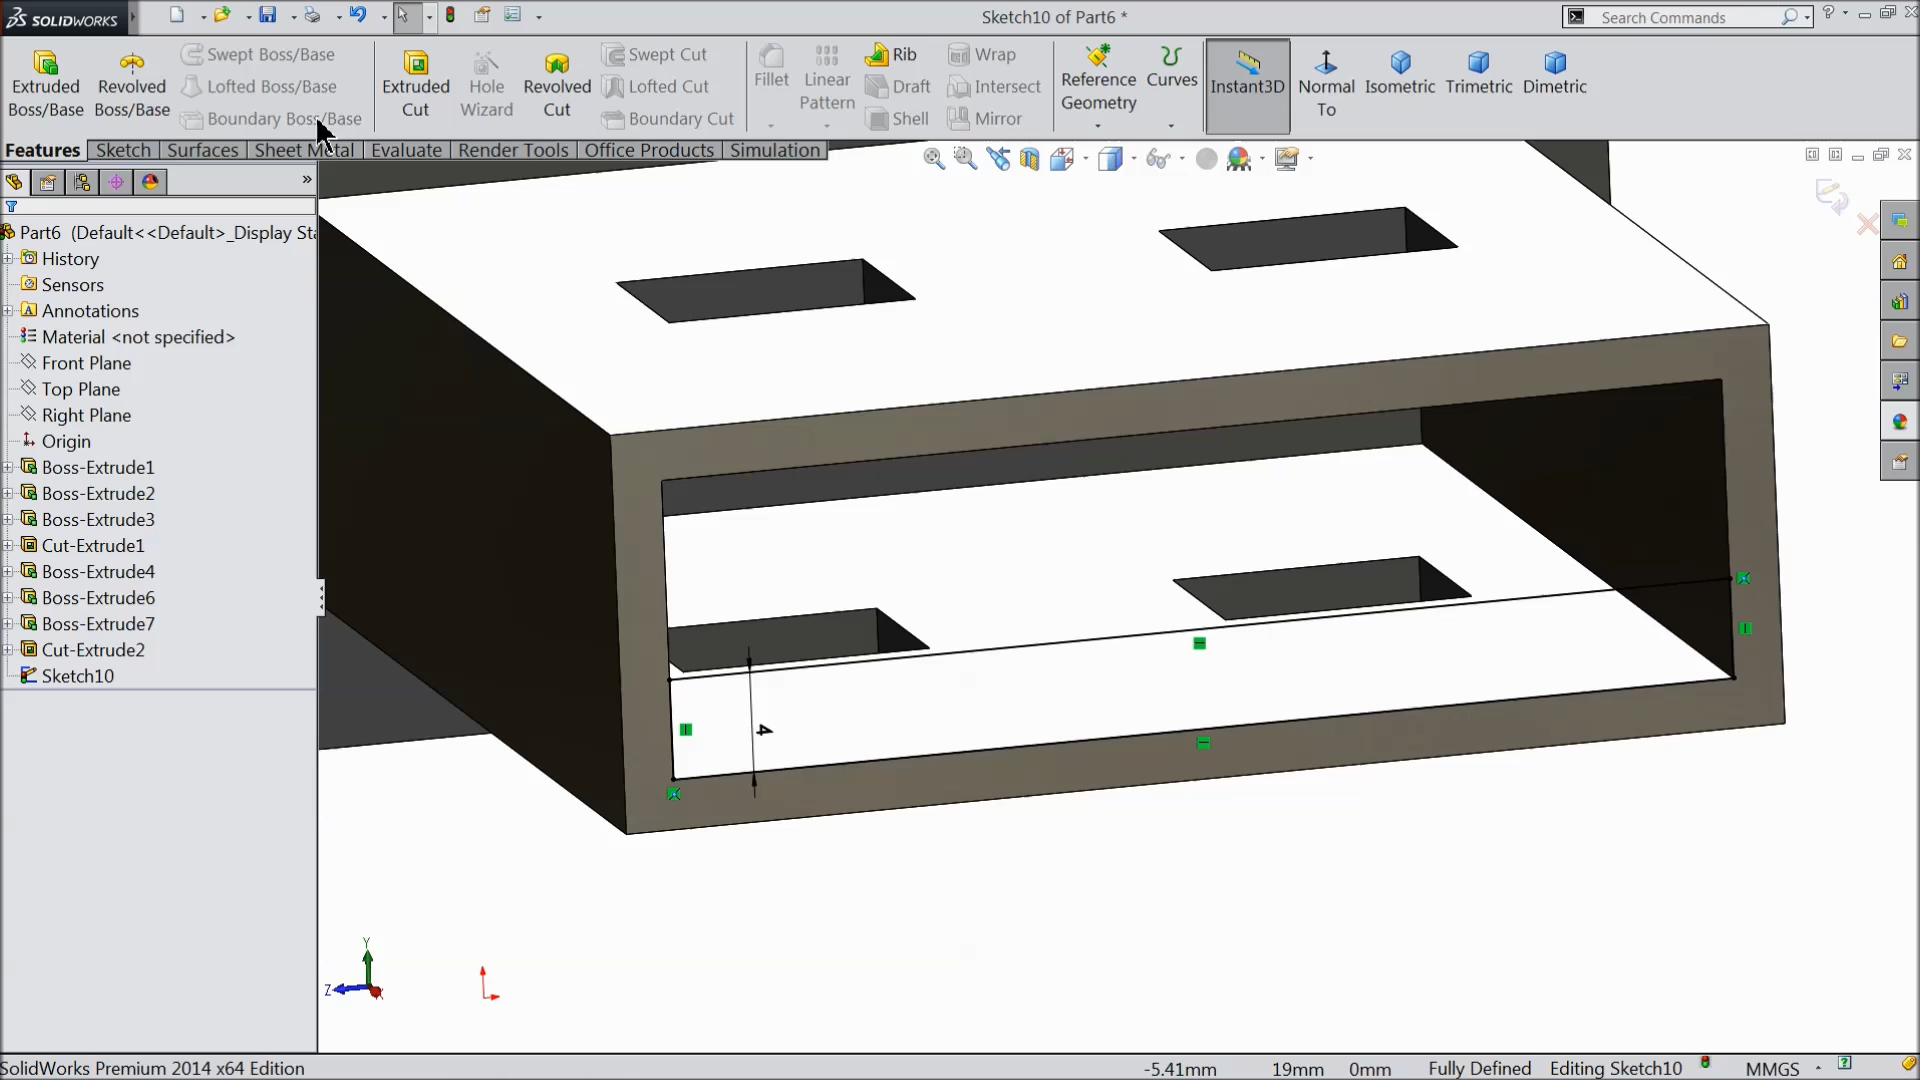 SOLIDWORKS
Sketch10 of Part6 *
Search Commands
Extruded Boss/Base
Revolved Boss/Base
Swept Boss/Base
Lofted Boss/Base
Boundary Boss/Base
Extruded Cut
Hole Wizard
Revolved Cut
Swept Cut
Lofted Cut
Boundary Cut
Fillet
Linear Pattern
Rib
Draft
Shell
Wrap
Intersect
Mirror
Reference Geometry
Curves
Instant3D
Normal To
Isometric
Trimetric
Dimetric
Features
Sketch
Surfaces
Sheet Metal
Evaluate
Render Tools
Office Products
Simulation
Part6 (Default<<Default>_Display Sta
History
Sensors
Annotations
Material <not specified>
Front Plane
Top Plane
Right Plane
Origin
Boss-Extrude1
Boss-Extrude2
Boss-Extrude3
Cut-Extrude1
Boss-Extrude4
Boss-Extrude6
Boss-Extrude7
Cut-Extrude2
Sketch10
4
Y
Z
SolidWorks Premium 2014 x64 Edition
-5.41mm
19mm
0mm
Fully Defined
Editing Sketch10
MMGS